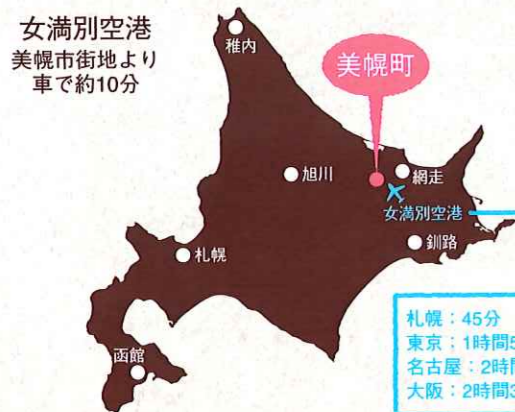 女満別空港
美幌市街地より
車で約10分
稚内
美幌町
旭川
網走
女満別空港
釧路
札幌
函館
札幌：45分
東京：1時間5
名古屋：2時間
大阪：2時間3